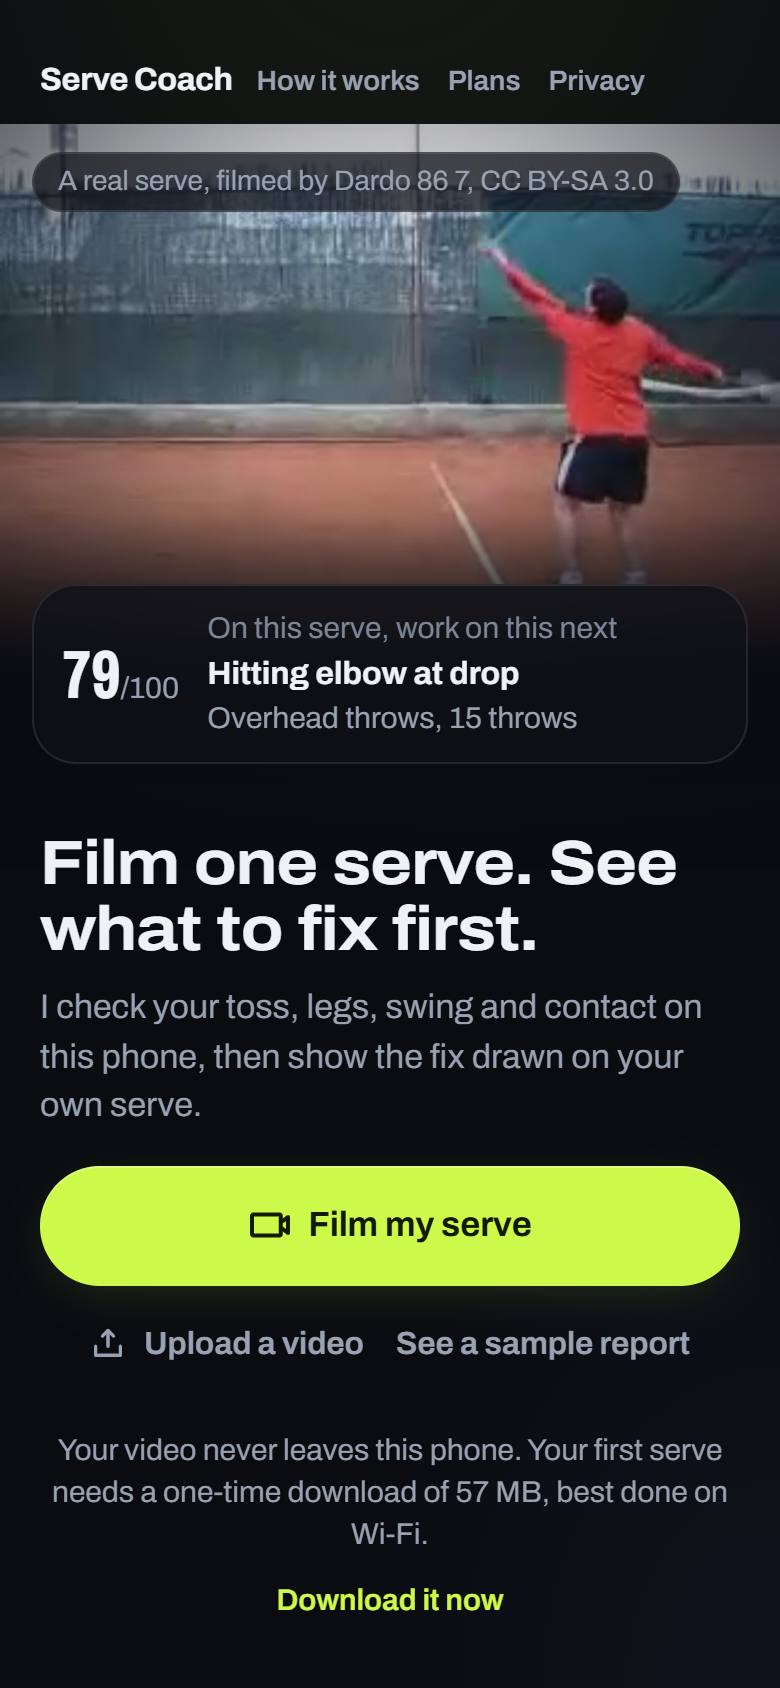 Serve Coach How it works Plans Privacy
A real serve, filmed by Dardo 86 7, CC BY-SA 3.0
On this serve, work on this next
79/100
Hitting elbow at drop
Overhead throws, 15 throws
Film one serve. See
what to fix first.
I check your toss, legs, swing and contact on
this phone, then show the fix drawn on your
own serve.
Film my serve
Upload a video See a sample report
Your video never leaves this phone. Your first serve
needs a one-time download of 57 MB, best done on
Wi-Fi.
Download it now